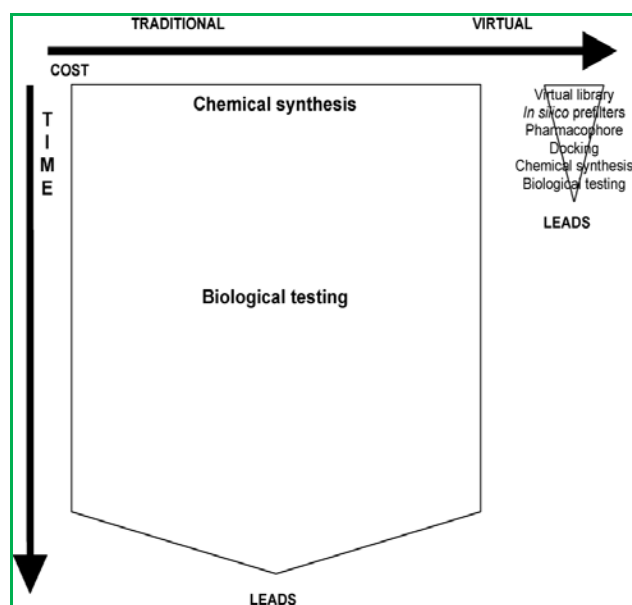 TRADITIONAL VIRTUAL
COST
TIME
Chemical synthesis
Biological testing
LEADS
Virtual library
In silico prefilters
Pharmacophore
Docking
Chemical synthesis
Biological testing
LEADS